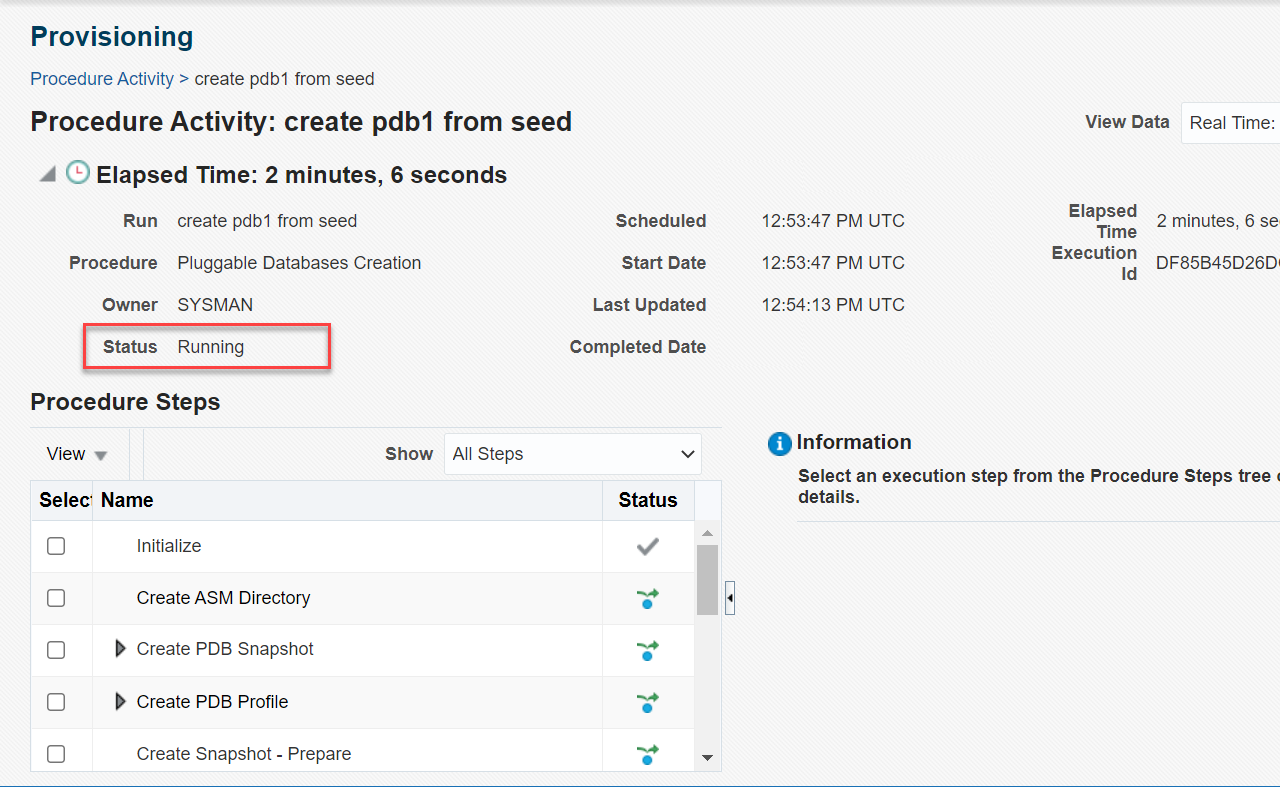 Provisioning
Procedure Activity > create pdb1 from seed
Procedure Activity: create pdb1 from seed
View Data Real Time:
Elapsed Time: 2 minutes, 6 seconds
Run create pdb1 from seed
Procedure Pluggable Databases Creation
Owner SYSMAN
Status Running
Scheduled 12:53:47 PM UTC
Start Date 12:53:47 PM UTC
Last Updated 12:54:13 PM UTC
Completed Date
Elapsed
Time 2 minutes, 6
Execution
Id DF85B45D26D
Procedure Steps
View
Show All Steps
Select Name Status
Initialize
Create ASM Directory
Create PDB Snapshot
Create PDB Profile
Create Snapshot - Prepare
Information
Select an execution step from the Procedure Steps tree
details.